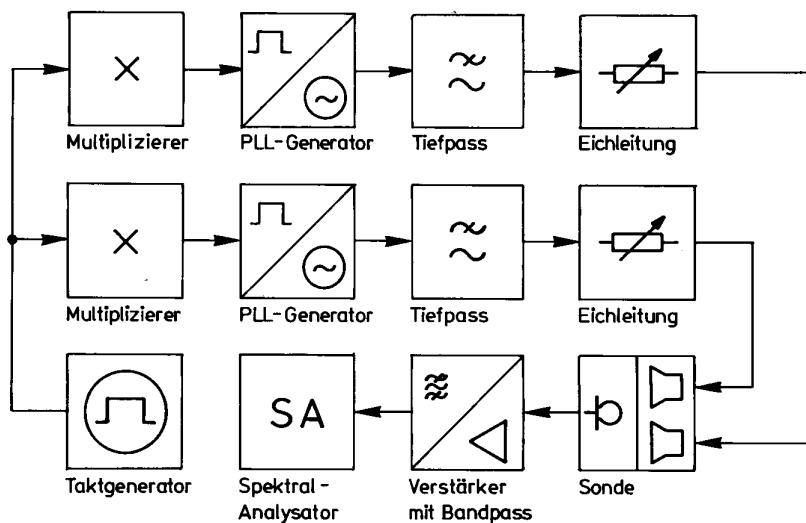 Multiplizierer
PLL-Generator
Tiefpass
Eichleitung
Multiplizierer
PLL-Generator
Tiefpass
Eichleitung
SA
Taktgenerator
Spektral-
Analysator
Verstärker
mit Bandpass
Sonde